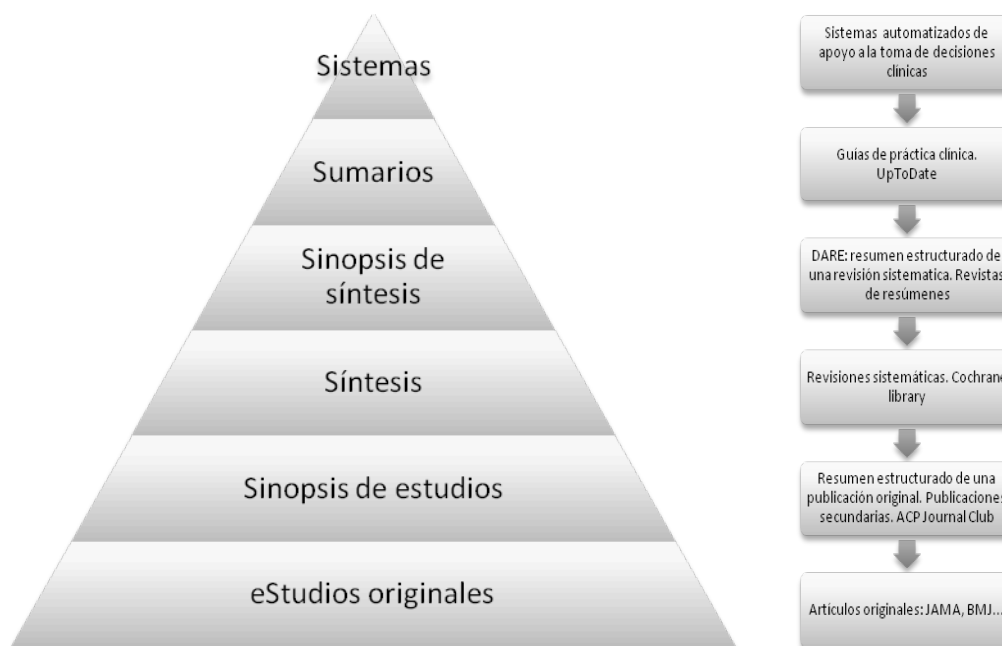 Sistemas
Sumarios
Sinopsis de
síntesis
Síntesis
Sinopsis de estudios
eStudios originales
Sistemas automatizados de
apoyo a la toma de decisiones
clínicas
Guías de práctica clínica.
UpToDate
DARE: resumen estructurado de
una revisión sistematica. Revistas
de resúmenes
Revisiones sistemáticas. Cochrane
library
Resumen estructurado de una
publicación original. Publicaciones
secundarias. ACP Journal Club
Artículos originales: JAMA, BMJ...